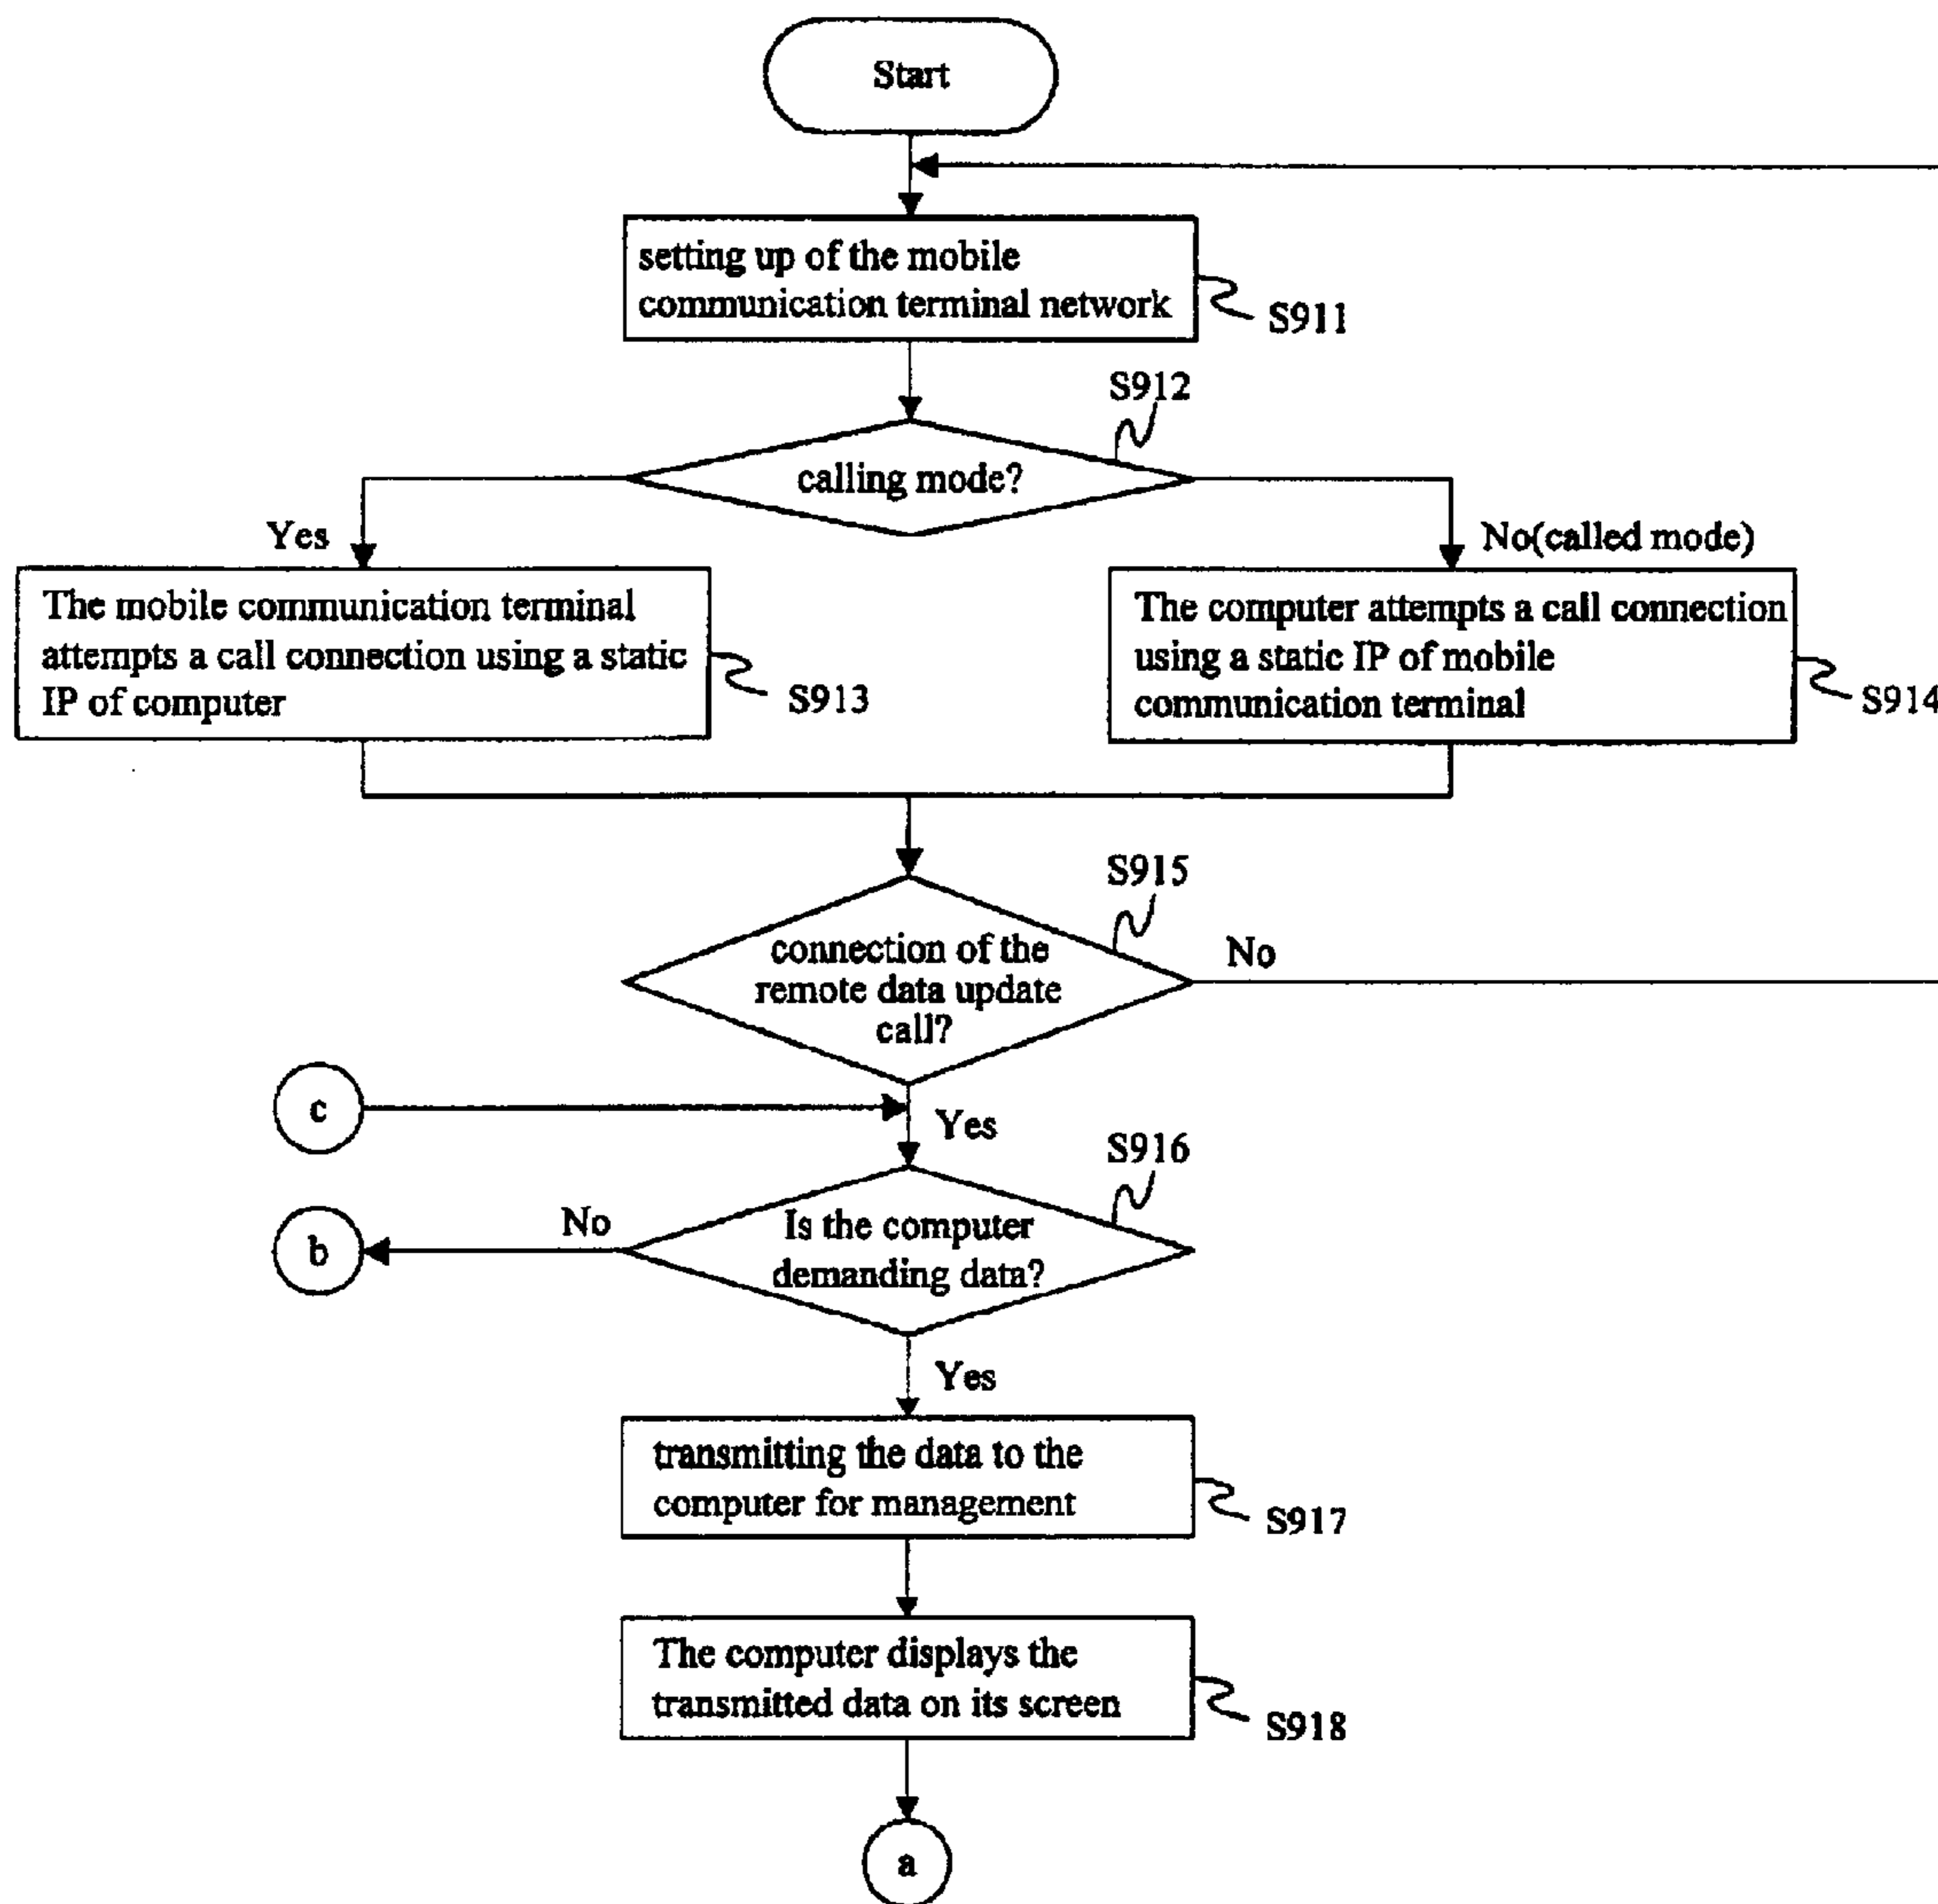 Start
setting up of the mobile
communication terminal network
S911
S912
calling mode?
Yes
No(called mode)
The mobile communication terminal
attempts a call connection using a static
IP of computer
S913
The computer attempts a call connection
using a static IP of mobile
communication terminal
S914
S915
connection of the
remote data update
call?
No
c
Yes
S916
b
No
Is the computer
demanding data?
Yes
transmitting the data to the
computer for management
S917
The computer displays the
transmitted data on its screen
S918
a